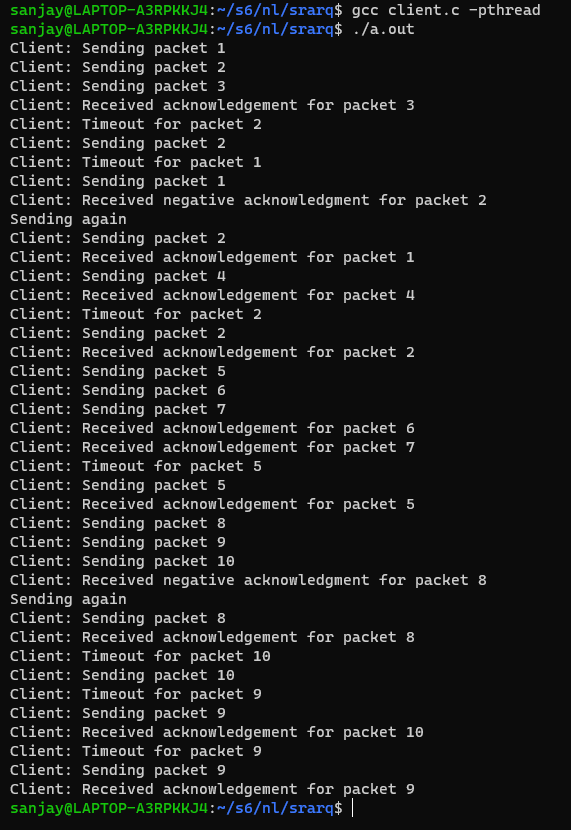 sanjay@LAPTOP-A3RPKKJ4:~/s6/nl/srarq$ gcc client.c -pthread
sanjay@LAPTOP-A3RPKKJ4:~/s6/nl/srarq$ ./a.out
Client: Sending packet 1
Client: Sending packet 2
Client: Sending packet 3
Client: Received acknowledgement for packet 3
Client: Timeout for packet 2
Client: Sending packet 2
Client: Timeout for packet 1
Client: Sending packet 1
Client: Received negative acknowledgment for packet 2
Sending again
Client: Sending packet 2
Client: Received acknowledgement for packet 1
Client: Sending packet 4
Client: Received acknowledgement for packet 4
Client: Timeout for packet 2
Client: Sending packet 2
Client: Received acknowledgement for packet 2
Client: Sending packet 5
Client: Sending packet 6
Client: Sending packet 7
Client: Received acknowledgement for packet 6
Client: Received acknowledgement for packet 7
Client: Timeout for packet 5
Client: Sending packet 5
Client: Received acknowledgement for packet 5
Client: Sending packet 8
Client: Sending packet 9
Client: Sending packet 10
Client: Received negative acknowledgment for packet 8
Sending again
Client: Sending packet 8
Client: Received acknowledgement for packet 8
Client: Timeout for packet 10
Client: Sending packet 10
Client: Timeout for packet 9
Client: Sending packet 9
Client: Received acknowledgement for packet 10
Client: Timeout for packet 9
Client: Sending packet 9
Client: Received acknowledgement for packet 9
sanjay@LAPTOP-A3RPKKJ4:~/s6/nl/srarq$